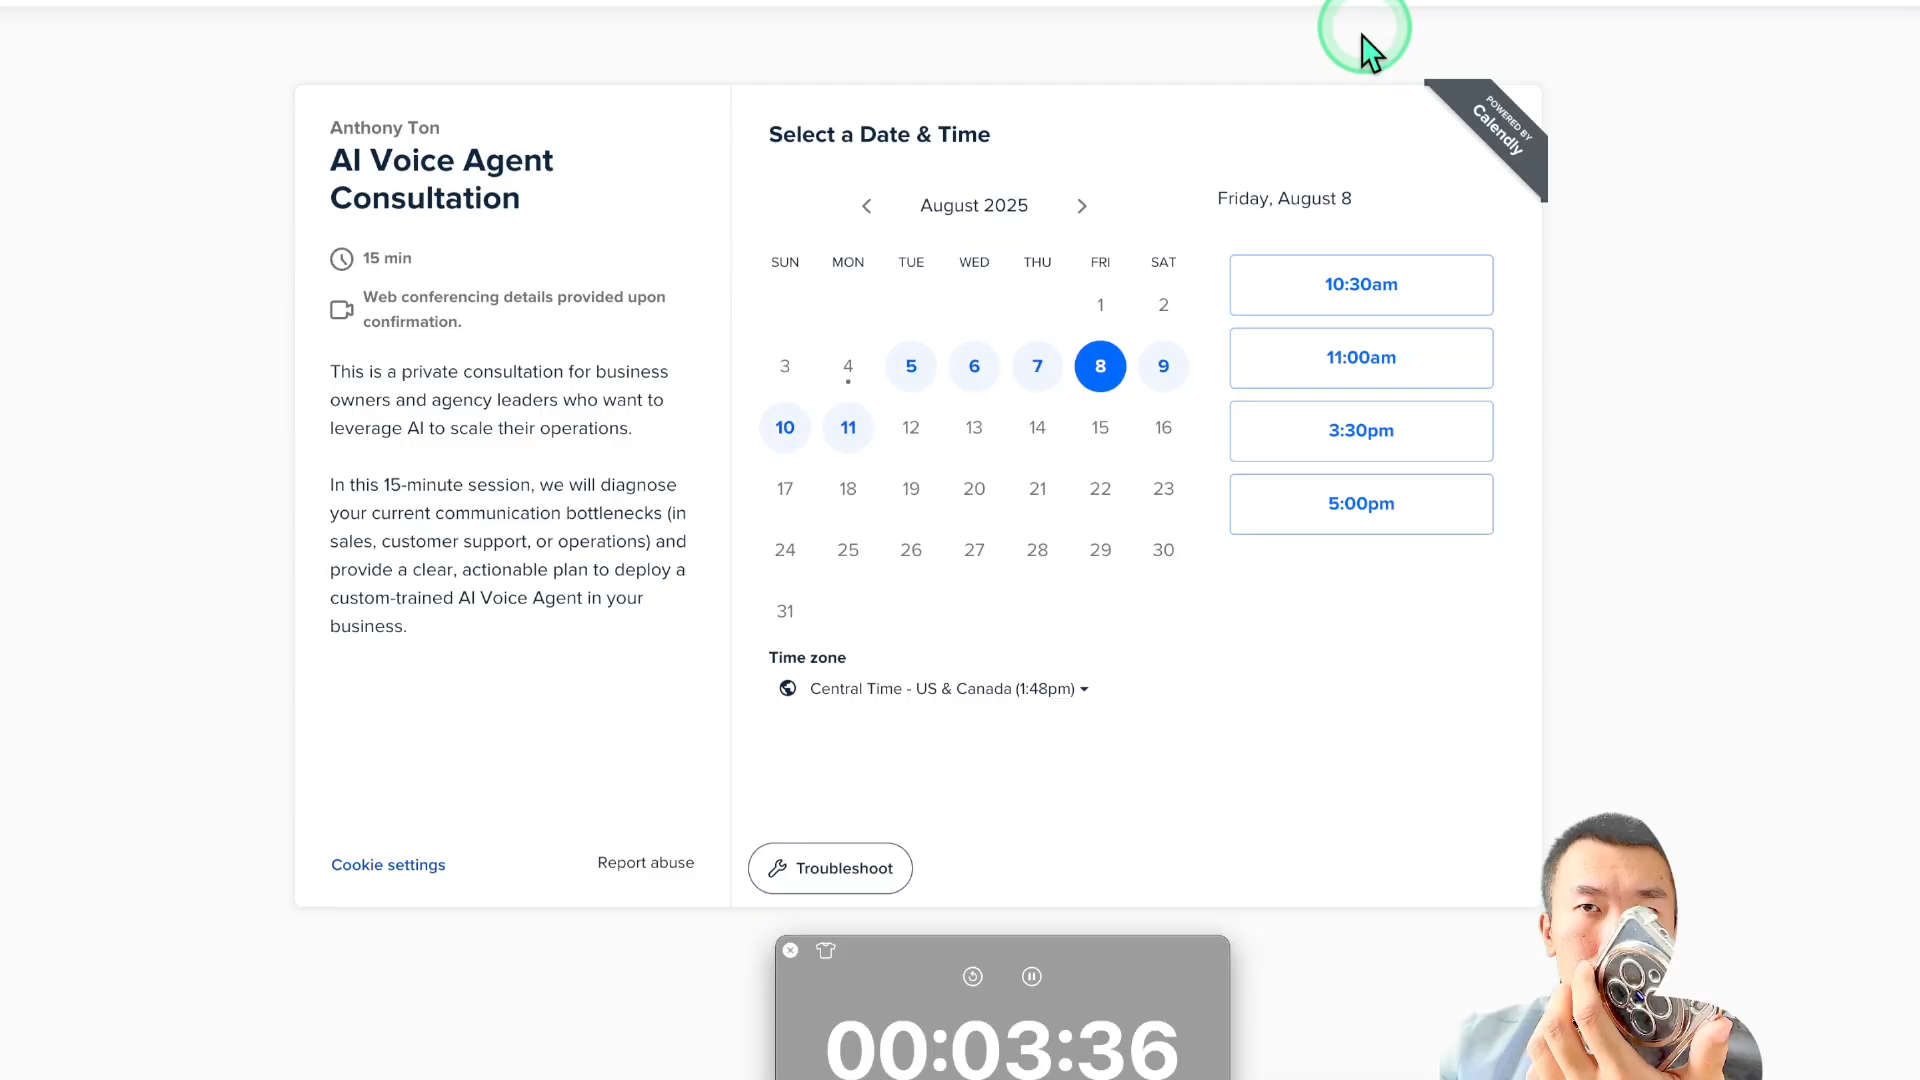 Anthony Ton
AI Voice Agent
Consultation
15 min
Web conferencing details provided upon
confirmation.
This is a private consultation for business
owners and agency leaders who want to
leverage AI to scale their operations.
In this 15-minute session, we will diagnose
your current communication bottlenecks (in
sales, customer support, or operations) and
provide a clear, actionable plan to deploy a
custom-trained AI Voice Agent in your
business.
Cookie settings
Report abuse
Select a Date & Time
August 2025
SUN MON TUE WED THU FRI SAT
1 2
3 4 5 6 7 8 9
10 11 12 13 14 15 16
17 18 19 20 21 22 23
24 25 26 27 28 29 30
31
Time zone
Central Time - US & Canada (1:48pm)
Troubleshoot
Friday, August 8
10:30am
11:00am
3:30pm
5:00pm
POWERED BY
Calendly
00:03:36